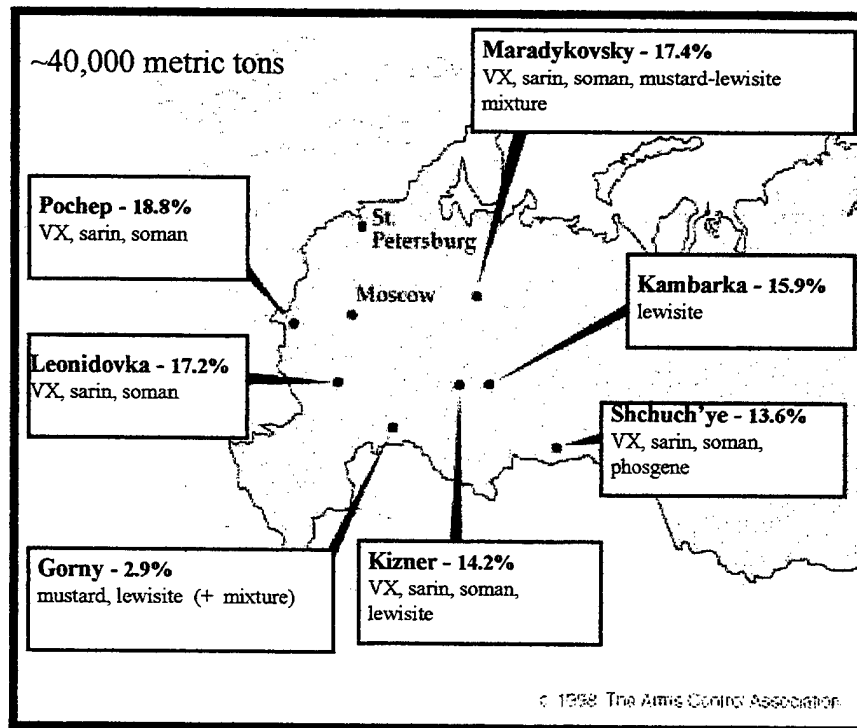 ~40,000 metric tons
Maradykovsky - 17.4%
VX, sarin, soman, mustard-lewisite
mixture
Pochep - 18.8%
VX, sarin, soman
St.
Petersburg
Moscow
Kambarka - 15.9%
lewisite
Leonidovka - 17.2%
VX, sarin, soman
Shchuch'ye - 13.6%
VX, sarin, soman,
phosgene
Gorny - 2.9%
mustard, lewisite (+ mixture)
Kizner - 14.2%
VX, sarin, soman,
lewisite
c 1998 The Arms Control Association